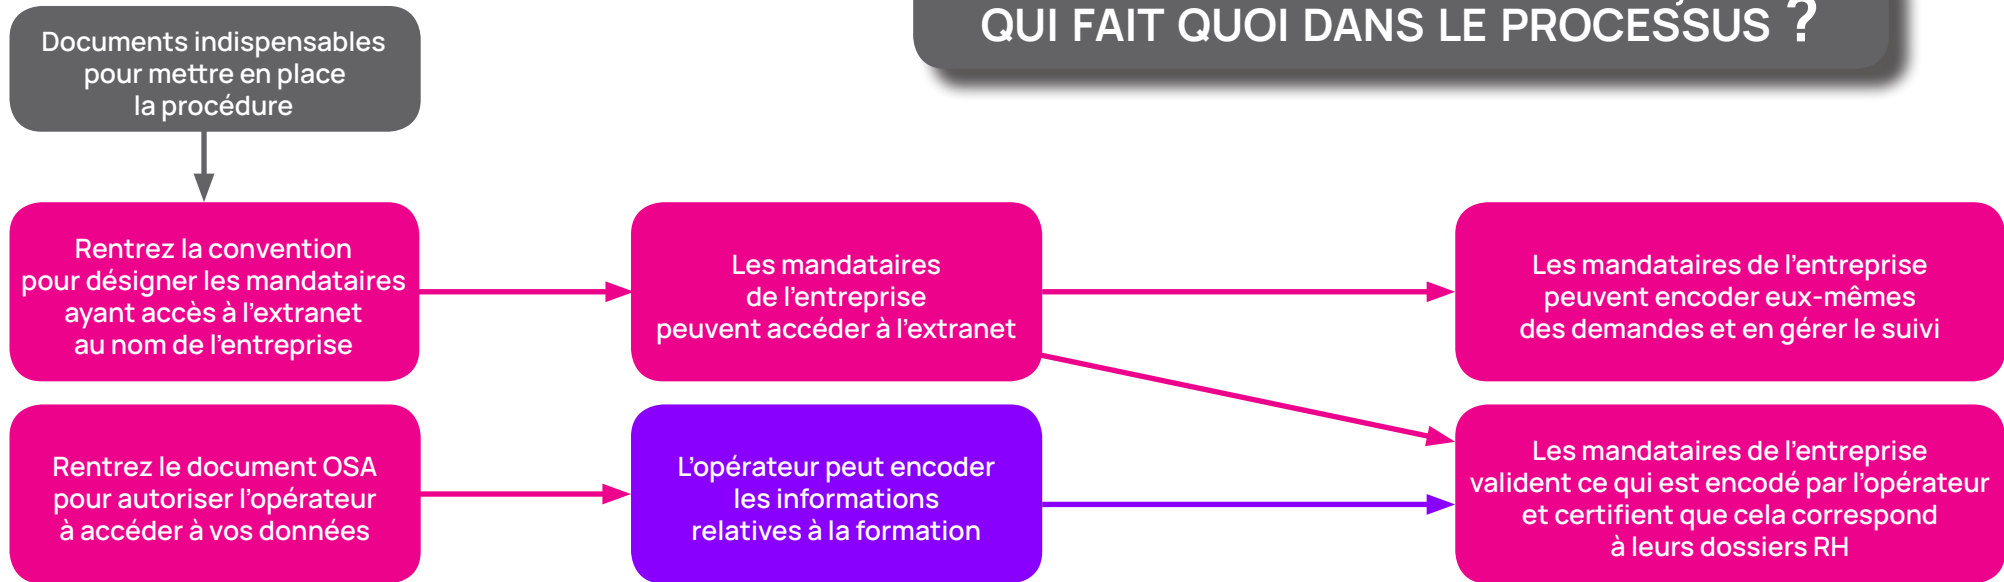 QUI FAIT QUOI DANS LE PROCESSUS ?
Documents indispensables
pour mettre en place
la procédure
Rentrez la convention
pour désigner les mandataires
ayant accès à l'extranet
au nom de l'entreprise
Les mandataires
de l'entreprise
peuvent accéder à l'extranet
Les mandataires de l'entreprise
peuvent encoder eux-mêmes
des demandes et en gérer le suivi
Rentrez le document OSA
pour autoriser l'opérateur
à accéder à vos données
L'opérateur peut encoder
les informations
relatives à la formation
Les mandataires de l'entreprise
valident ce qui est encodé par l'opérateur
et certifient que cela correspond
à leurs dossiers RH